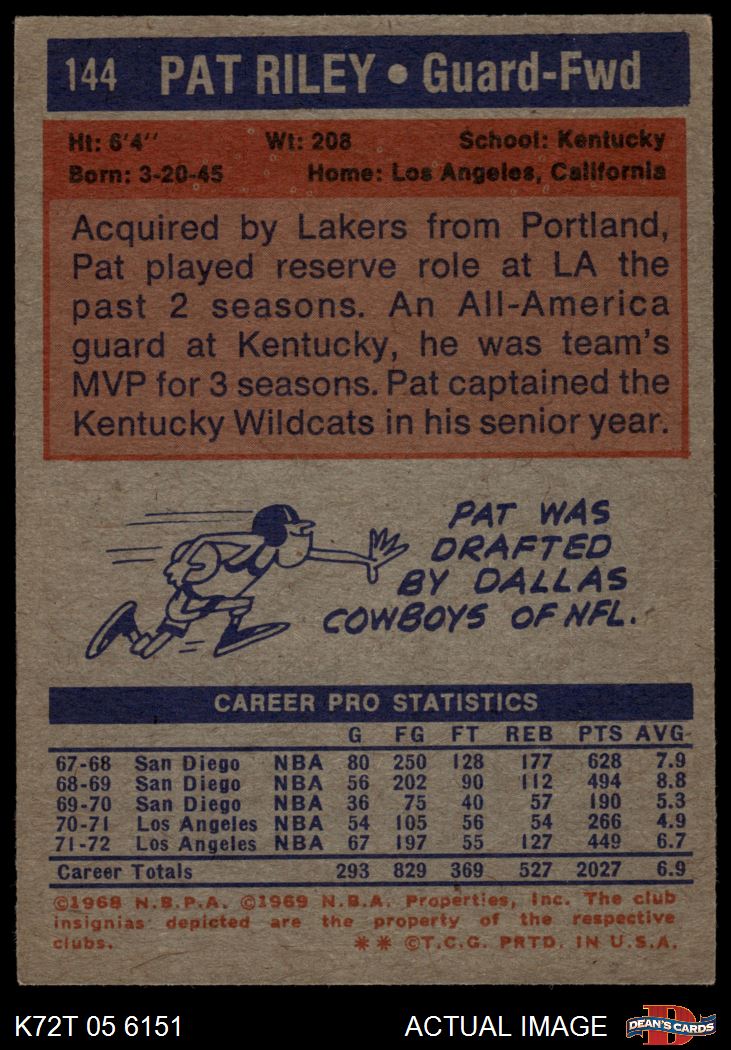 144 PAT RILEY • Guard-Fwd
Ht: 6'4'' Wt: 208 School: Kentucky
Born: 3-20-45 Home: Los Angeles, California
Acquired by Lakers from Portland,
Pat played reserve role at LA the
past 2 seasons. An All-America
guard at Kentucky, he was team's
MVP for 3 seasons. Pat captained the
Kentucky Wildcats in his senior year.
PAT WAS
DRAFTED
BY DALLAS
COWBOYS OF NFL.
CAREER PRO STATISTICS
G FG FT REB PTS AVG
67-68 San Diego NBA 80 250 128 177 628 7.9
68-69 San Diego NBA 56 202 90 112 494 8.8
69-70 San Diego NBA 36 75 40 57 190 5.3
70-71 Los Angeles NBA 54 105 56 54 266 4.9
71-72 Los Angeles NBA 67 197 55 127 449 6.7
Career Totals 293 829 369 527 2027 6.9
©1968 N.B.P.A. ©1969 N.B.A. Properties, Inc. The club
insignias depicted are the property of the respective
clubs. ** ©T.C.G. PRTD. IN U.S.A.
K72T 05 6151 ACTUAL IMAGE D DEAN'S CARDS